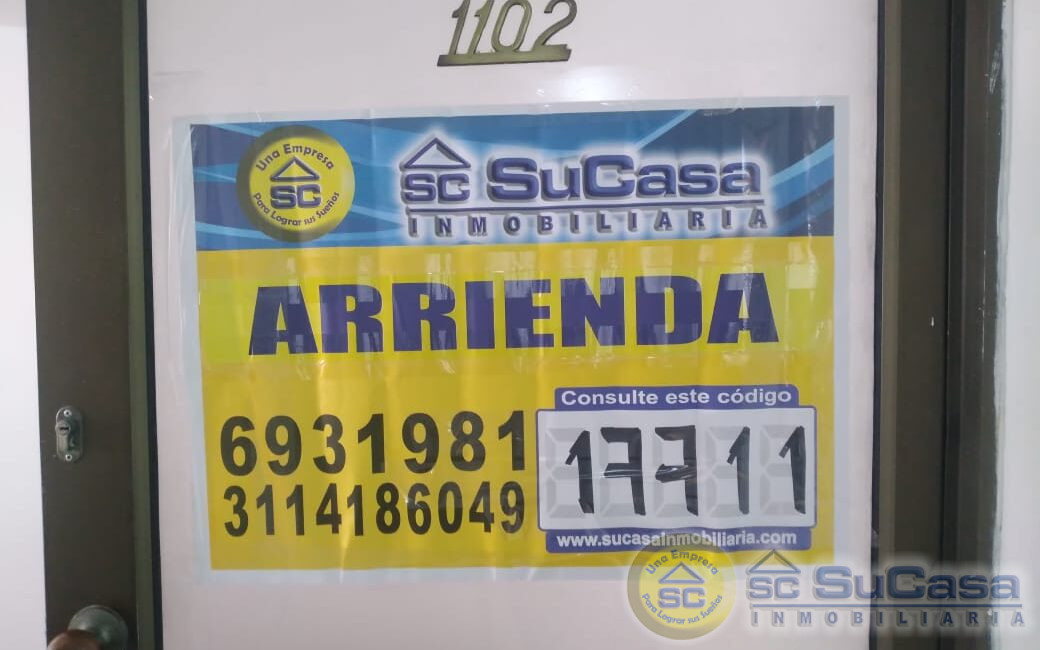 1102
Una Empresa
SC
Para Lograr sus Sueños
SC SuCasa
INMOBILIARIA
ARRIENDA
6931981
3114186049
Consulte este código
17711
www.sucasainmobiliaria.com
Una Empresa
SC
Para Lograr sus Sueños
SC SuCasa
INMOBILIARIA